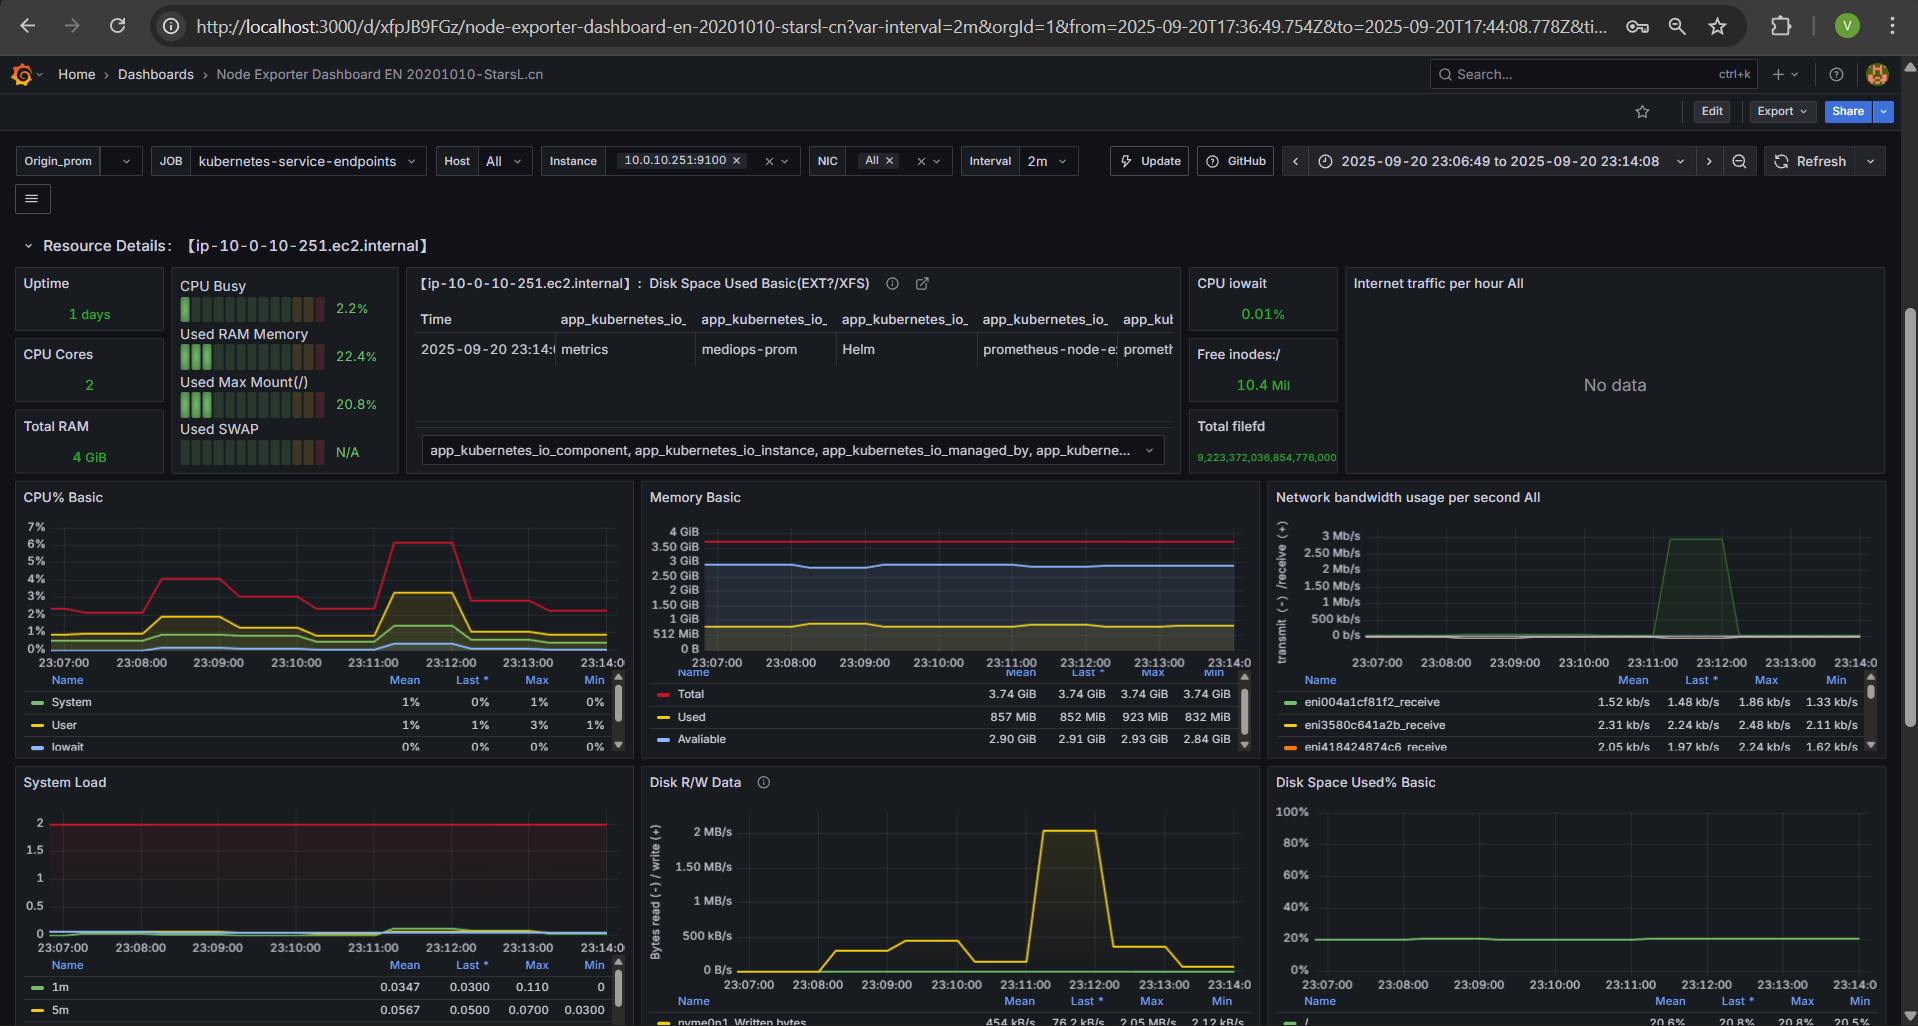 http://localhost:3000/d/xfpJB9FGz/node-exporter-dashboard-en-20201010-starsl-cn?var-interval=2m&orgId=1&from=2025-09-20T17:36:49.754Z&to=2025-09-20T17:44:08.778Z&ti...
V
Home › Dashboards › Node Exporter Dashboard EN 20201010-StarsL.cn
Search... ctrl+k
Edit Export Share
Origin_prom JOB kubernetes-service-endpoints Host All Instance 10.0.10.251:9100 NIC All Interval 2m Update GitHub 2025-09-20 23:06:49 to 2025-09-20 23:14:08 Refresh
Resource Details: 【ip-10-0-10-251.ec2.internal】
Uptime
1 days
CPU Cores
2
Total RAM
4 GiB
CPU Busy
2.2%
Used RAM Memory
22.4%
Used Max Mount(/)
20.8%
Used SWAP
N/A
【ip-10-0-10-251.ec2.internal】: Disk Space Used Basic(EXT?/XFS)
Time app_kubernetes_io_ app_kubernetes_io_ app_kubernetes_io_ app_kubernetes_io_ app_kub
2025-09-20 23:14:0 metrics mediops-prom Helm prometheus-node-e prometh
app_kubernetes_io_component, app_kubernetes_io_instance, app_kubernetes_io_managed_by, app_kuberne...
CPU iowait
0.01%
Free inodes:/
10.4 Mil
Total filefd
9,223,372,036,854,776,000
Internet traffic per hour All
No data
CPU% Basic
7%
6%
5%
4%
3%
2%
1%
0%
23:07:00 23:08:00 23:09:00 23:10:00 23:11:00 23:12:00 23:13:00 23:14:0
Name Mean Last * Max Min
System 1% 0% 1% 0%
User 1% 1% 3% 1%
Iowait 0% 0% 0% 0%
Memory Basic
4 GiB
3.50 GiB
3 GiB
2.50 GiB
2 GiB
1.50 GiB
1 GiB
512 MiB
0 B
23:07:00 23:08:00 23:09:00 23:10:00 23:11:00 23:12:00 23:13:00 23:14:0
Name Mean Last * Max Min
Total 3.74 GiB 3.74 GiB 3.74 GiB 3.74 GiB
Used 857 MiB 852 MiB 923 MiB 832 MiB
Avaliable 2.90 GiB 2.91 GiB 2.93 GiB 2.84 GiB
Network bandwidth usage per second All
transmit (-) /receive (+)
3 Mb/s
2.50 Mb/s
2 Mb/s
1.50 Mb/s
1 Mb/s
500 kb/s
0 b/s
23:07:00 23:08:00 23:09:00 23:10:00 23:11:00 23:12:00 23:13:00 23:14:0
Name Mean Last * Max Min
eni004a1cf81f2_receive 1.52 kb/s 1.48 kb/s 1.86 kb/s 1.33 kb/s
eni3580c641a2b_receive 2.31 kb/s 2.24 kb/s 2.48 kb/s 2.11 kb/s
eni418424874c6_receive 2.05 kb/s 1.97 kb/s 2.24 kb/s 1.62 kb/s
System Load
2
1.5
1
0.5
0
23:07:00 23:08:00 23:09:00 23:10:00 23:11:00 23:12:00 23:13:00 23:14:0
Name Mean Last * Max Min
1m 0.0347 0.0300 0.110 0
5m 0.0567 0.0500 0.0700 0.0300
Disk R/W Data
Bytes read (-) / write (+)
2 MB/s
1.50 MB/s
1 MB/s
500 kB/s
0 B/s
23:07:00 23:08:00 23:09:00 23:10:00 23:11:00 23:12:00 23:13:00 23:14:0
Name Mean Last * Max Min
nvme0n1_Written bytes 454 kB/s 76.2 kB/s 2.05 MB/s 2.12 kB/s
Disk Space Used% Basic
100%
80%
60%
40%
20%
0%
23:07:00 23:08:00 23:09:00 23:10:00 23:11:00 23:12:00 23:13:00 23:14:0
Name Mean Last * Max Min
/ 20.6% 20.8% 20.8% 20.5%